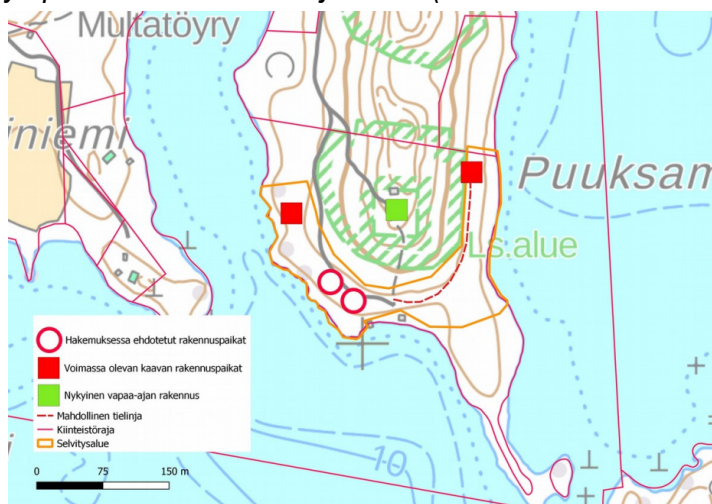 Multatöyry
iniemi
Puuksam
Ls.alue
Hakemuksessa ehdotetut rakennuspaikat
Voimassa olevan kaavan rakennuspaikat
Nykyinen vapaa-ajan rakennus
Mahdollinen tielinja
Kiinteistöraja
Selvitysalue
0 75 150 m
10